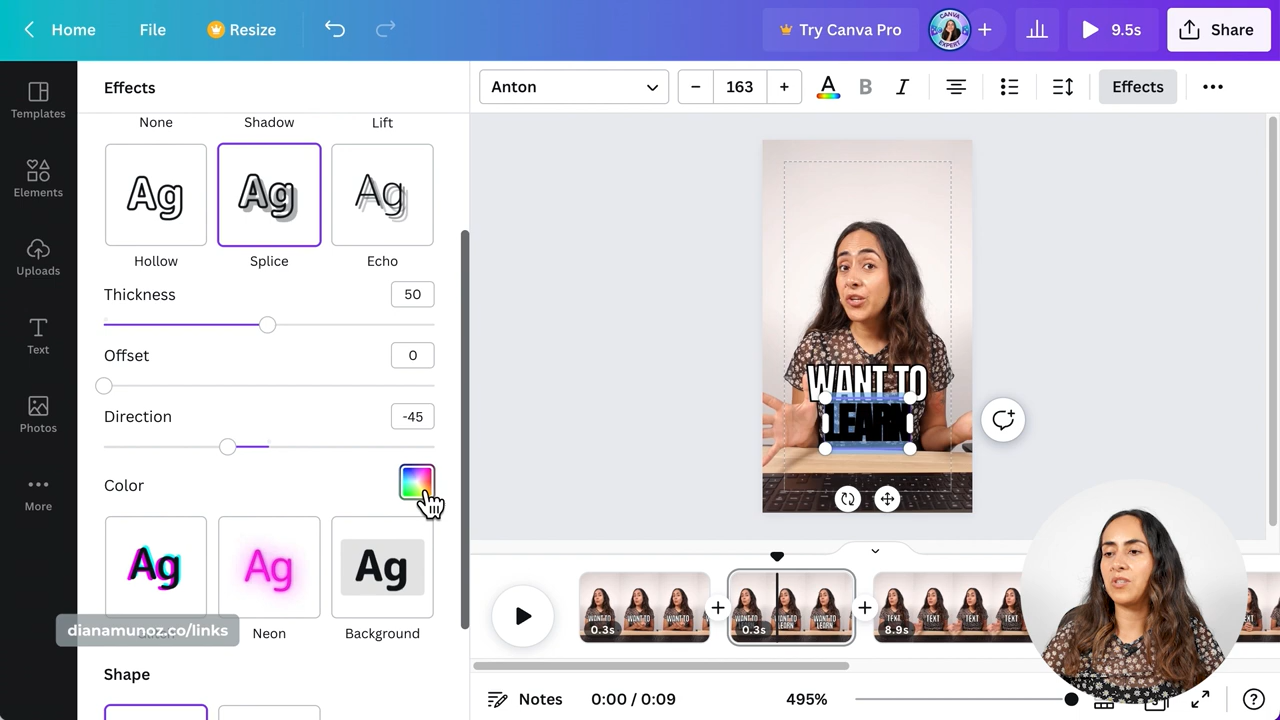 Home
File
Resize
Try Canva Pro
9.5s
Share
Templates
Elements
Uploads
Text
Photos
More
Effects
None
Shadow
Lift
Ag
Ag
Ag
Hollow
Splice
Echo
Thickness
50
Offset
0
Direction
-45
Color
Ag
Ag
Ag
Neon
Background
dianamunoz.co/links
Shape
Anton
163
A
B
I
Effects
WANT TO
LEARN
0.3s
0.3s
8.9s
Notes
0:00 / 0:09
495%